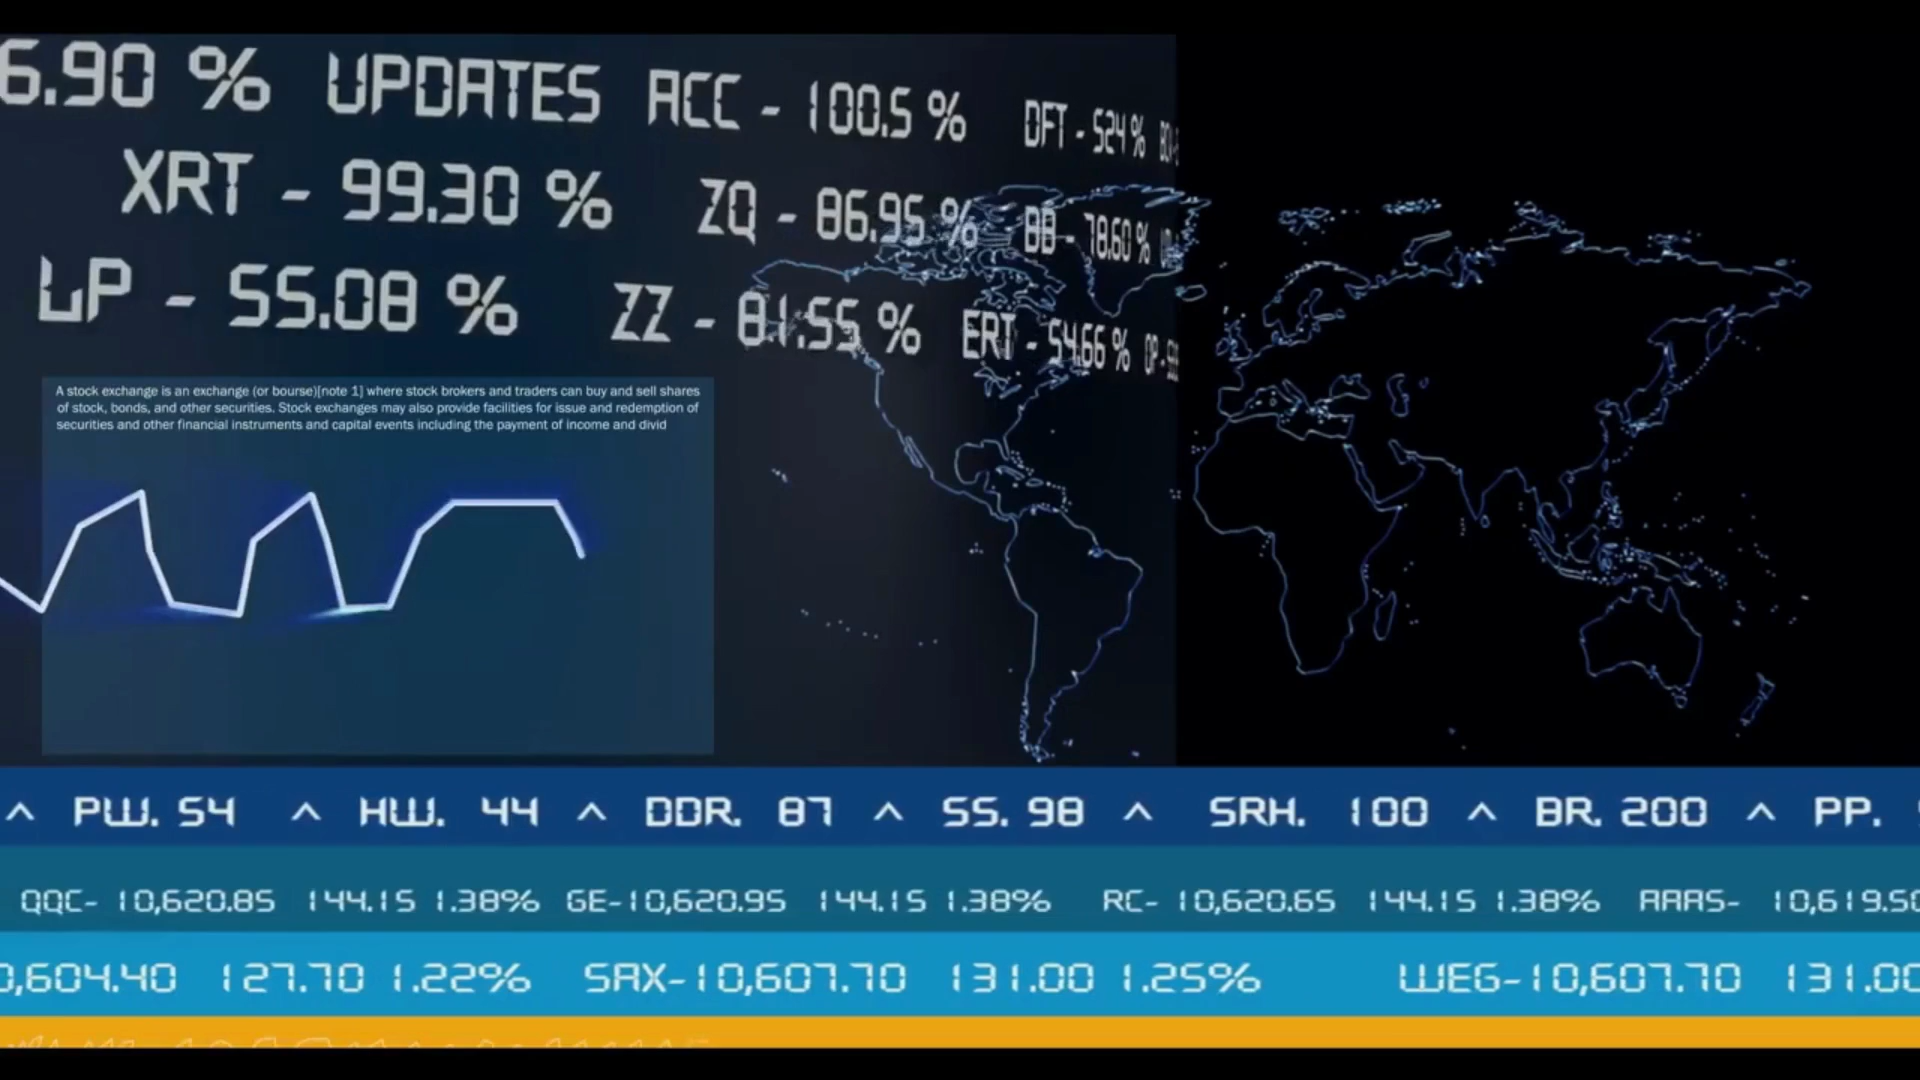 6.90 % UPDATES ACC - 100.5 % DFT - 524 %
XRT - 99.30 % ZQ - 86.95 % BB - 78.60 %
LP - 55.08 % ZZ - 81.55 % ERT - 54.66 % OP -
A stock exchange is an exchange (or bourse)[note 1] where stock brokers and traders can buy and sell shares
of stock, bonds, and other securities. Stock exchanges may also provide facilities for issue and redemption of
securities and other financial instruments and capital events including the payment of income and divid
^ PW. 54 ^ HW. 44 ^ DDR. 87 ^ SS. 98 ^ SRH. 100 ^ BR. 200 ^ PP.
QQC- 10,620.85 144.15 1.38% GE-10,620.95 144.15 1.38% RC- 10,620.65 144.15 1.38% AAAS- 10,619.50
0,604.40 127.70 1.22% SAX-10,607.70 131.00 1.25% WEG-10,607.70 131.00